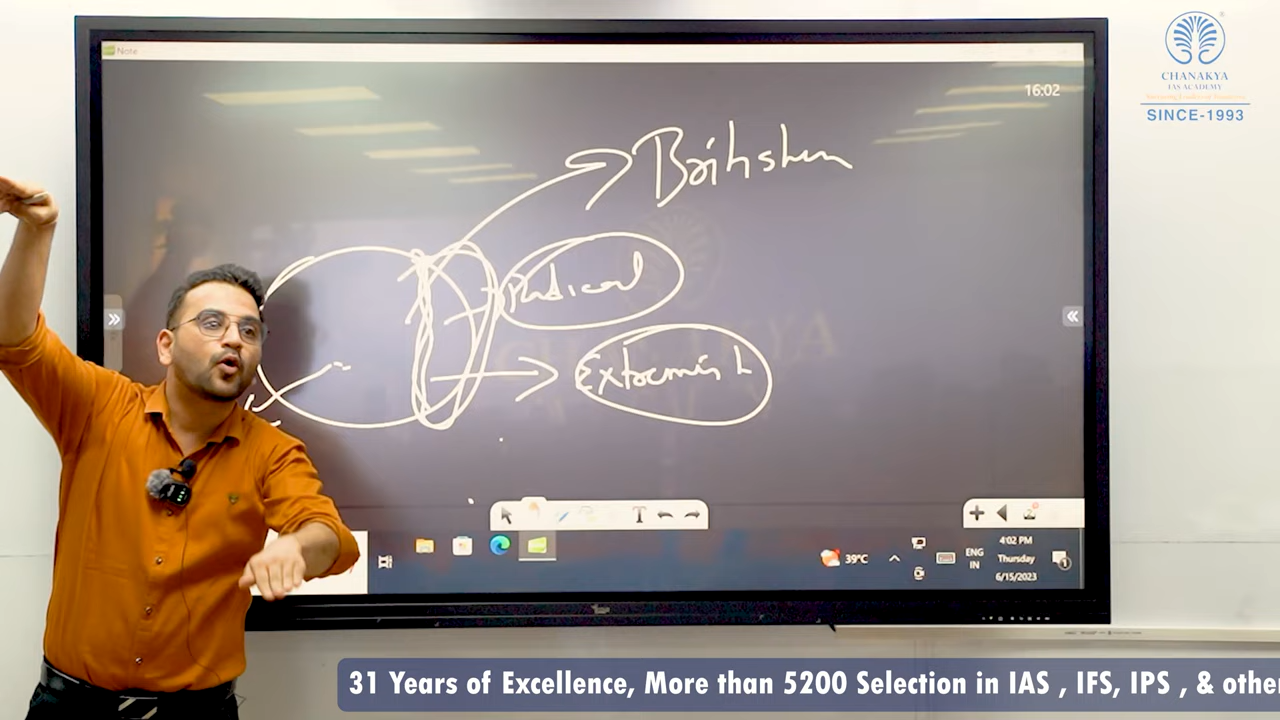 Note
CHANAKYA
IAS ACADEMY
SINCE-1993
16:02
Radical
Extremist
39°C
ENG
IN
4:02 PM
Thursday
6/15/2023
31 Years of Excellence, More than 5200 Selection in IAS , IFS, IPS , & other